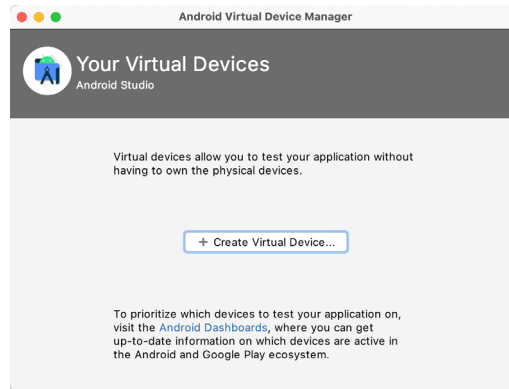 Android Virtual Device Manager
Your Virtual Devices
Android Studio
Virtual devices allow you to test your application without
having to own the physical devices.
+ Create Virtual Device...
To prioritize which devices to test your application on,
visit the Android Dashboards, where you can get
up-to-date information on which devices are active in
the Android and Google Play ecosystem.